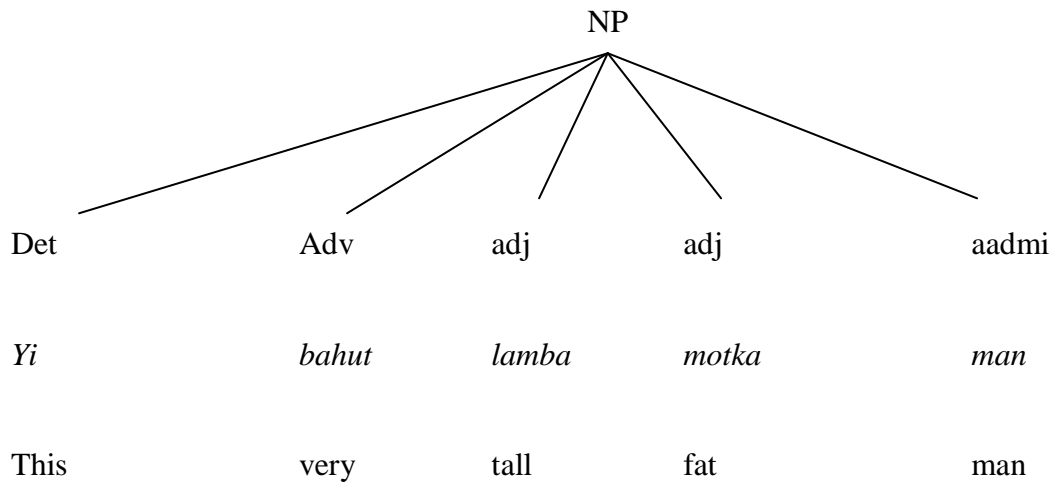 NP
Det Adv adj adj aadmi
Yi bahut lamba motka man
This very tall fat man